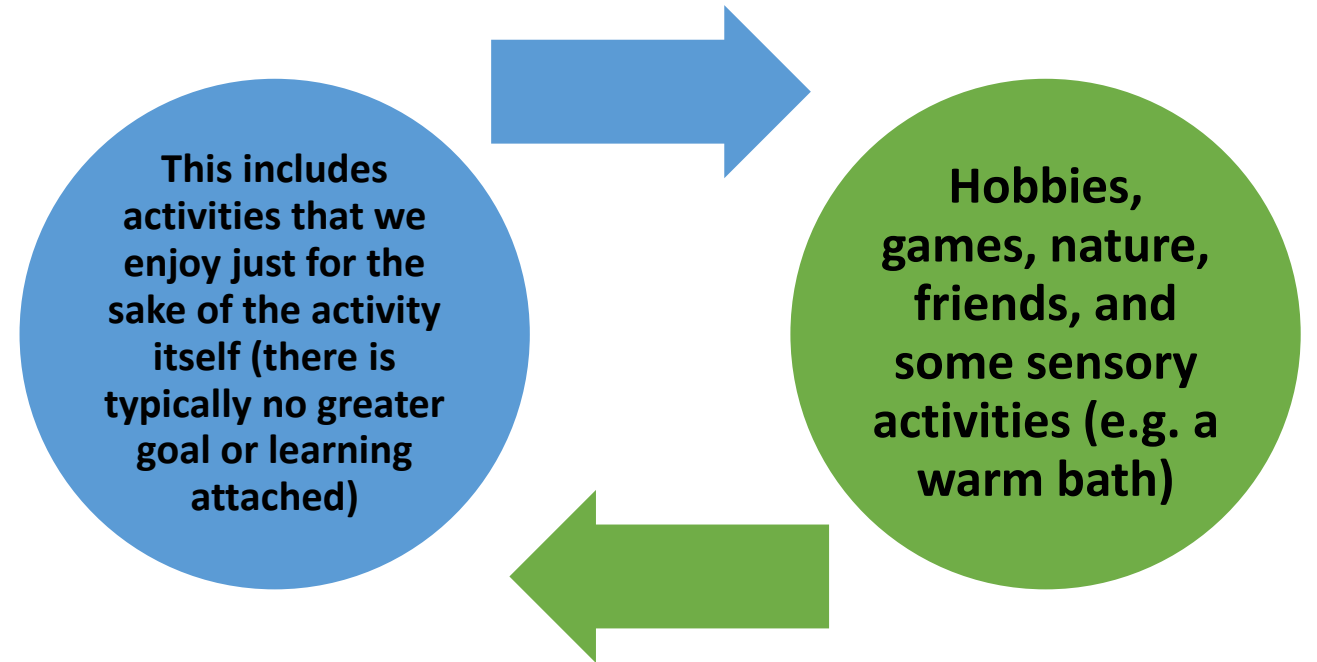 This includes
activities that we
enjoy just for the
sake of the activity
itself (there is
typically no greater
goal or learning
attached)
Hobbies,
games, nature,
friends, and
some sensory
activities (e.g. a
warm bath)